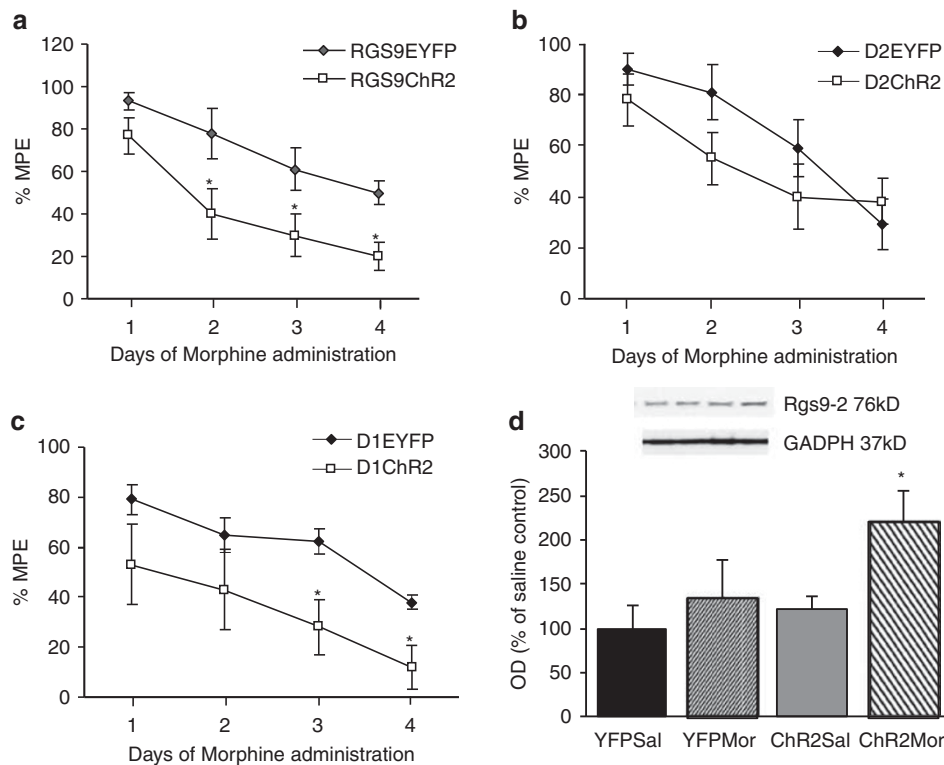 a
120
100
80
60
40
20
0
% MPE
RGS9EYFP
RGS9ChR2
*
*
*
1 2 3 4
Days of Morphine administration
b
100
80
60
40
20
0
% MPE
D2EYFP
D2ChR2
1 2 3 4
Days of Morphine administration
c
100
80
60
40
20
0
% MPE
D1EYFP
D1ChR2
*
*
1 2 3 4
Days of Morphine administration
d
Rgs9-2 76kD
GADPH 37kD
300
250
200
150
100
50
0
OD (% of saline control)
*
YFPSal YFPMor ChR2Sal ChR2Mor